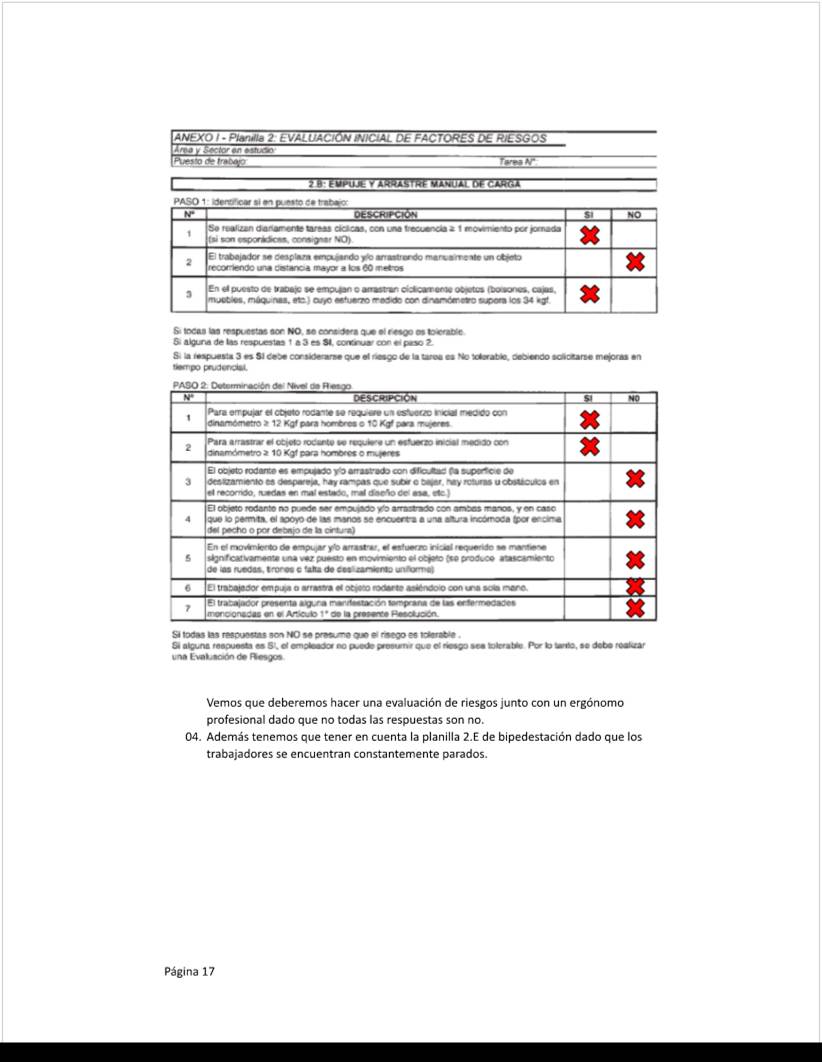 ANEXO I - Planilla 2: EVALUACIÓN INICIAL DE FACTORES DE RIESGOS
Área y Sector en estudio:
Puesto de trabajo: Tarea N°:
2.B: EMPUJE Y ARRASTRE MANUAL DE CARGA
PASO 1: Identificar si en puesto de trabajo:
N° DESCRIPCIÓN SI NO
1 Se realizan diariamente tareas cíclicas, con una frecuencia ≥ 1 movimiento por jornada
(si son esporádicas, consignar NO).
2 El trabajador se desplaza empujando y/o arrastrando manualmente un objeto
recorriendo una distancia mayor a los 60 metros
3 En el puesto de trabajo se empujan o arrastran cíclicamente objetos (bolsones, cajas,
muebles, máquinas, etc.) cuyo esfuerzo medido con dinamómetro supera los 34 kgf.
Si todas las respuestas son NO, se considera que el riesgo es tolerable.
Si alguna de las respuestas 1 a 3 es SI, continuar con el paso 2.
Si la respuesta 3 es SI debe considerarse que el riesgo de la tarea es No tolerable, debiendo solicitarse mejoras en
tiempo prudencial.
PASO 2: Determinación del Nivel de Riesgo
N° DESCRIPCIÓN SI NO
1 Para empujar el objeto rodante se requiere un esfuerzo inicial medido con
dinamómetro ≥ 12 Kgf para hombres o 10 Kgf para mujeres.
2 Para arrastrar el objeto rodante se requiere un esfuerzo inicial medido con
dinamómetro ≥ 10 Kgf para hombres o mujeres
3 El objeto rodante es empujado y/o arrastrado con dificultad (la superficie de
deslizamiento es despareja, hay rampas que subir o bajar, hay roturas u obstáculos en
el recorrido, ruedas en mal estado, mal diseño del asa, etc.)
4 El objeto rodante no puede ser empujado y/o arrastrado con ambas manos, y en caso
que lo permita, el apoyo de las manos se encuentra a una altura incómoda (por encima
del pecho o por debajo de la cintura)
5 En el movimiento de empujar y/o arrastrar, el esfuerzo inicial requerido se mantiene
significativamente una vez puesto en movimiento el objeto (se produce atascamiento
de las ruedas, tirones o falta de deslizamiento uniforme)
6 El trabajador empuja o arrastra el objeto rodante asiéndolo con una sola mano.
7 El trabajador presenta alguna manifestación temprana de las enfermedades
mencionadas en el Artículo 1° de la presente Resolución.
Si todas las respuestas son NO se presume que el riesgo es tolerable .
Si alguna respuesta es SI, el empleador no puede presumir que el riesgo sea tolerable. Por lo tanto, se debe realizar
una Evaluación de Riesgos.
Vemos que deberemos hacer una evaluación de riesgos junto con un ergónomo
profesional dado que no todas las respuestas son no.
04. Además tenemos que tener en cuenta la planilla 2.E de bipedestación dado que los
trabajadores se encuentran constantemente parados.
Página 17